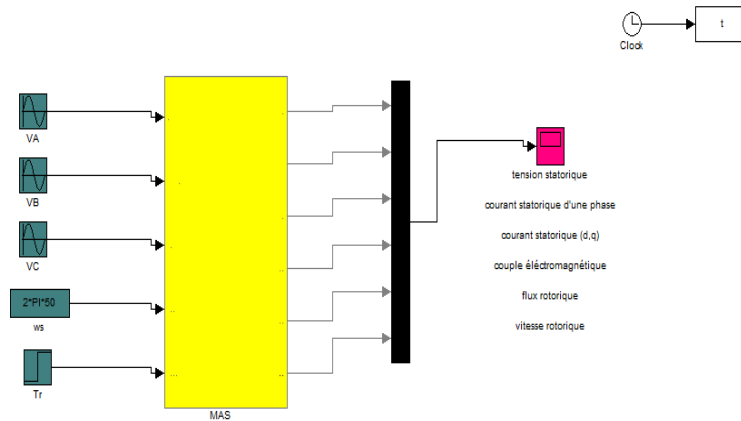 t
Clock
VA
VB
VC
2*PI*50
ws
Tr
MAS
tension statorique
courant statorique d'une phase
courant statorique (d,q)
couple éléctromagnétique
flux rotorique
vitesse rotorique